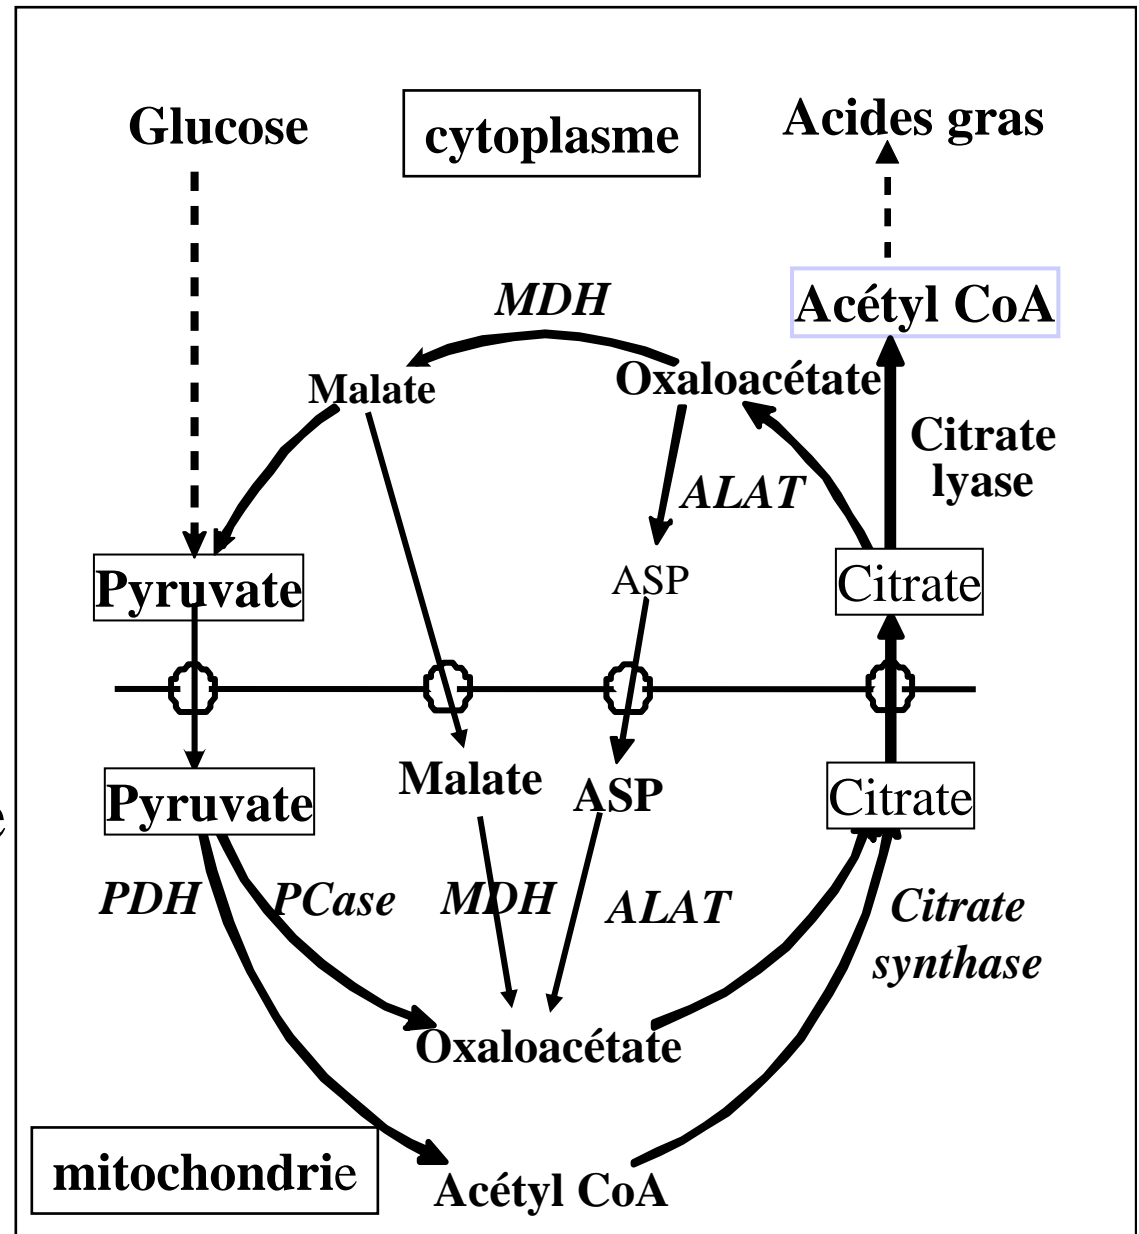 Glucose
cytoplasme
Acides gras
MDH
Acétyl CoA
Malate
Oxaloacétate
Citrate
lyase
ALAT
Pyruvate
ASP
Citrate
Pyruvate
Malate
ASP
Citrate
e
PDH
PCase
MDH
ALAT
Citrate
synthase
Oxaloacétate
mitochondrie
Acétyl CoA